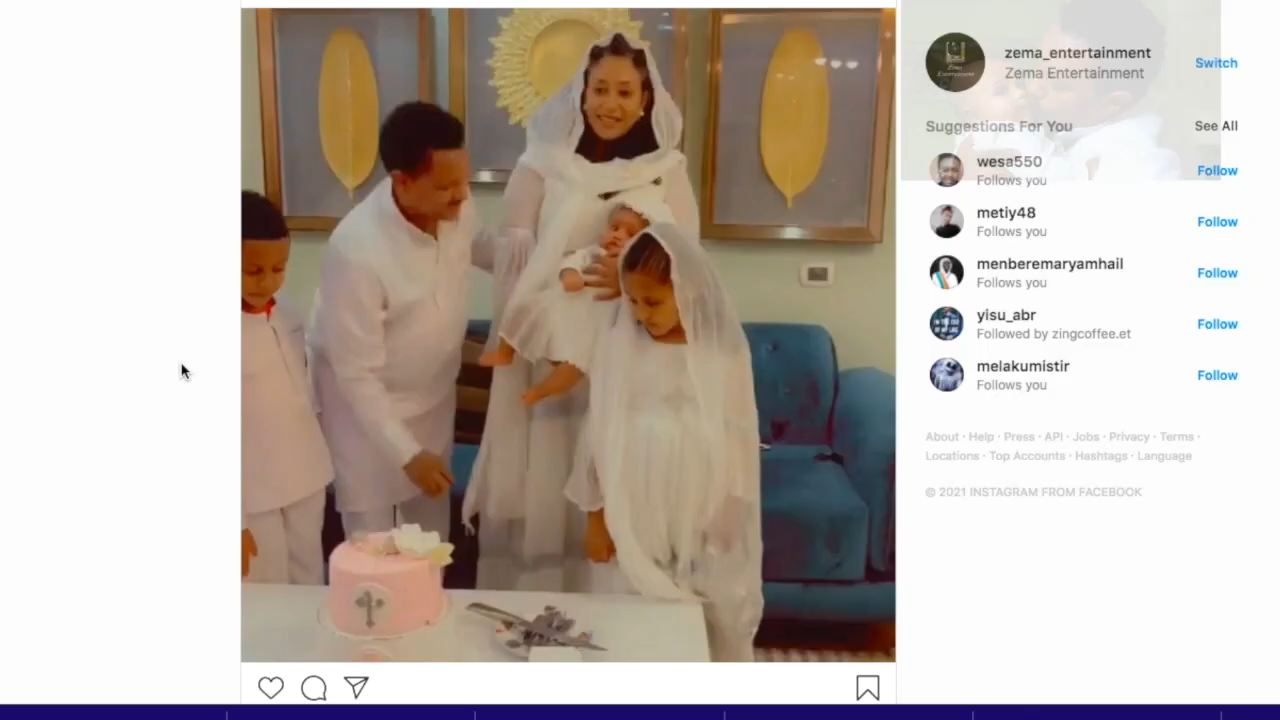 zema_entertainment
Zema Entertainment
Switch
Zema
Entertainment
Suggestions For You
See All
wesa550
Follows you
Follow
metiy48
Follows you
Follow
menberemaryamhail
Follows you
Follow
yisu_abr
Followed by zingcoffee.et
Follow
melakumistir
Follows you
Follow
About · Help · Press · API · Jobs · Privacy · Terms ·
Locations · Top Accounts · Hashtags · Language
© 2021 INSTAGRAM FROM FACEBOOK